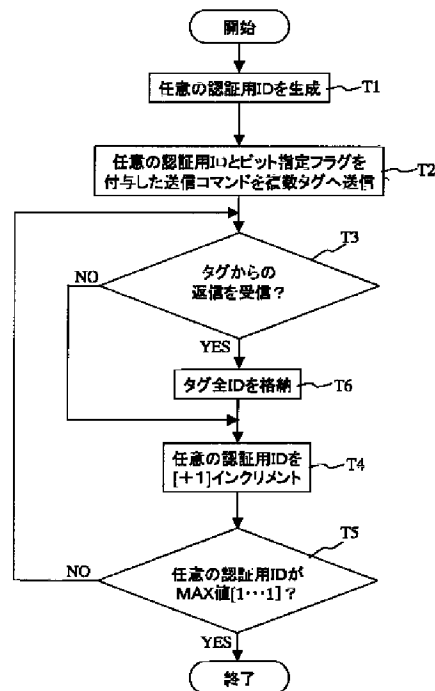 開始
任意の認証用IDを生成
T1
任意の認証用IDとビット指定フラグを
付与した送信コマンドを複数タグへ送信
T2
T3
タグからの
返信を受信？
NO
YES
タグ全IDを格納
T6
任意の認証用IDを
[＋1]インクリメント
T4
T5
任意の認証用IDが
MAX値[1・・・1]？
NO
YES
終了